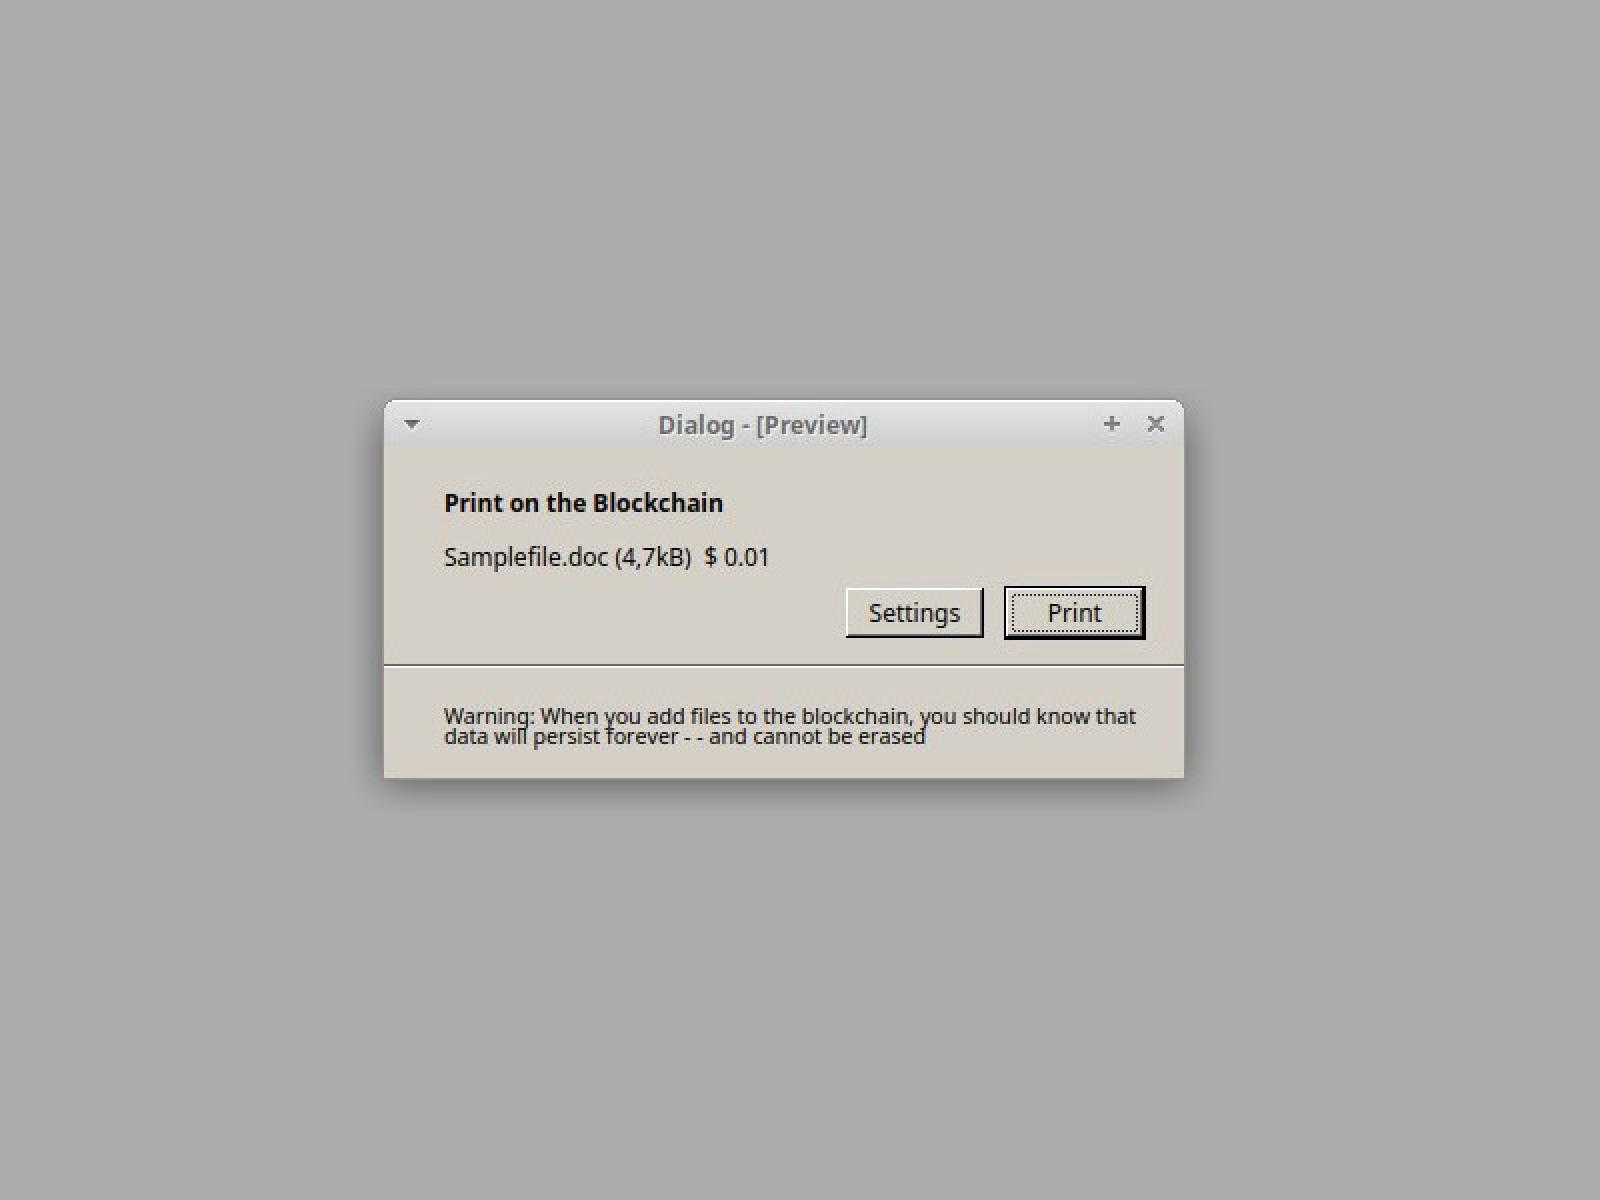 Dialog - [Preview]
Print on the Blockchain
Samplefile.doc (4,7kB)  $ 0.01
Settings
Print
Warning: When you add files to the blockchain, you should know that
data will persist forever - - and cannot be erased